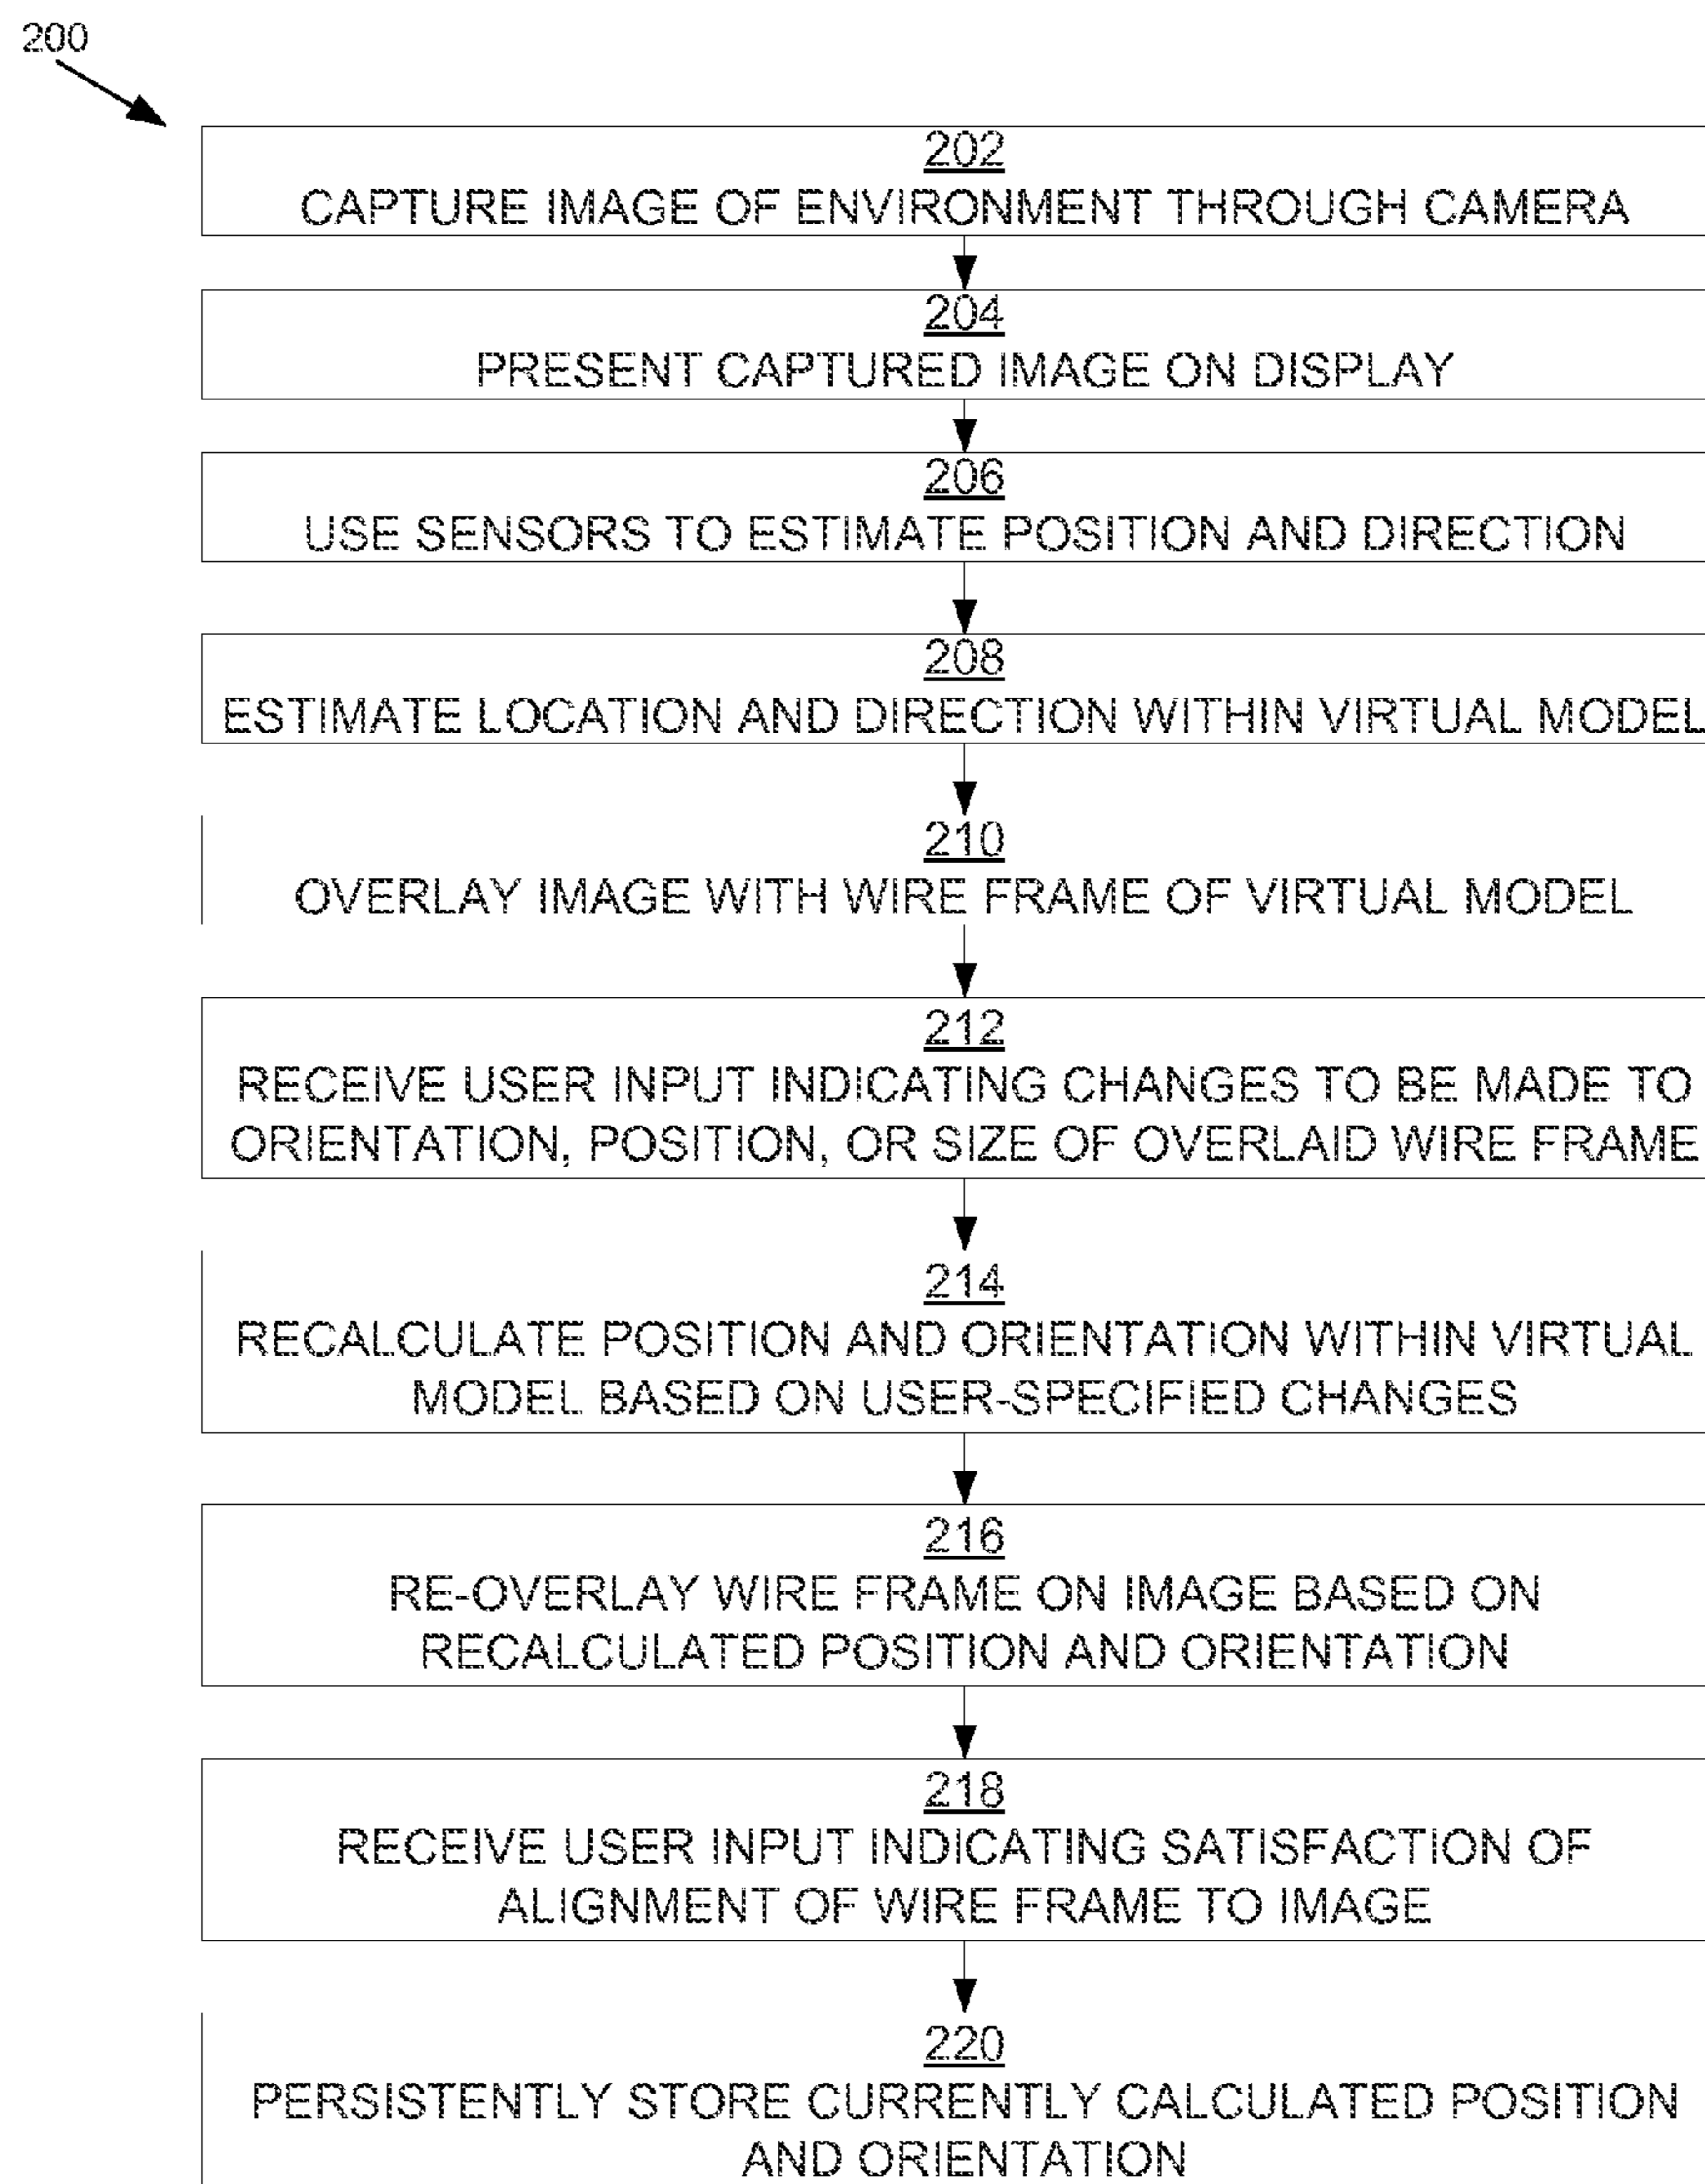 200
202
CAPTURE IMAGE OF ENVIRONMENT THROUGH CAMERA
204
PRESENT CAPTURED IMAGE ON DISPLAY
206
USE SENSORS TO ESTIMATE POSITION AND DIRECTION
208
ESTIMATE LOCATION AND DIRECTION WITHIN VIRTUAL MODEL
210
OVERLAY IMAGE WITH WIRE FRAME OF VIRTUAL MODEL
212
RECEIVE USER INPUT INDICATING CHANGES TO BE MADE TO
ORIENTATION, POSITION, OR SIZE OF OVERLAID WIRE FRAME
214
RECALCULATE POSITION AND ORIENTATION WITHIN VIRTUAL
MODEL BASED ON USER-SPECIFIED CHANGES
216
RE-OVERLAY WIRE FRAME ON IMAGE BASED ON
RECALCULATED POSITION AND ORIENTATION
218
RECEIVE USER INPUT INDICATING SATISFACTION OF
ALIGNMENT OF WIRE FRAME TO IMAGE
220
PERSISTENTLY STORE CURRENTLY CALCULATED POSITION
AND ORIENTATION